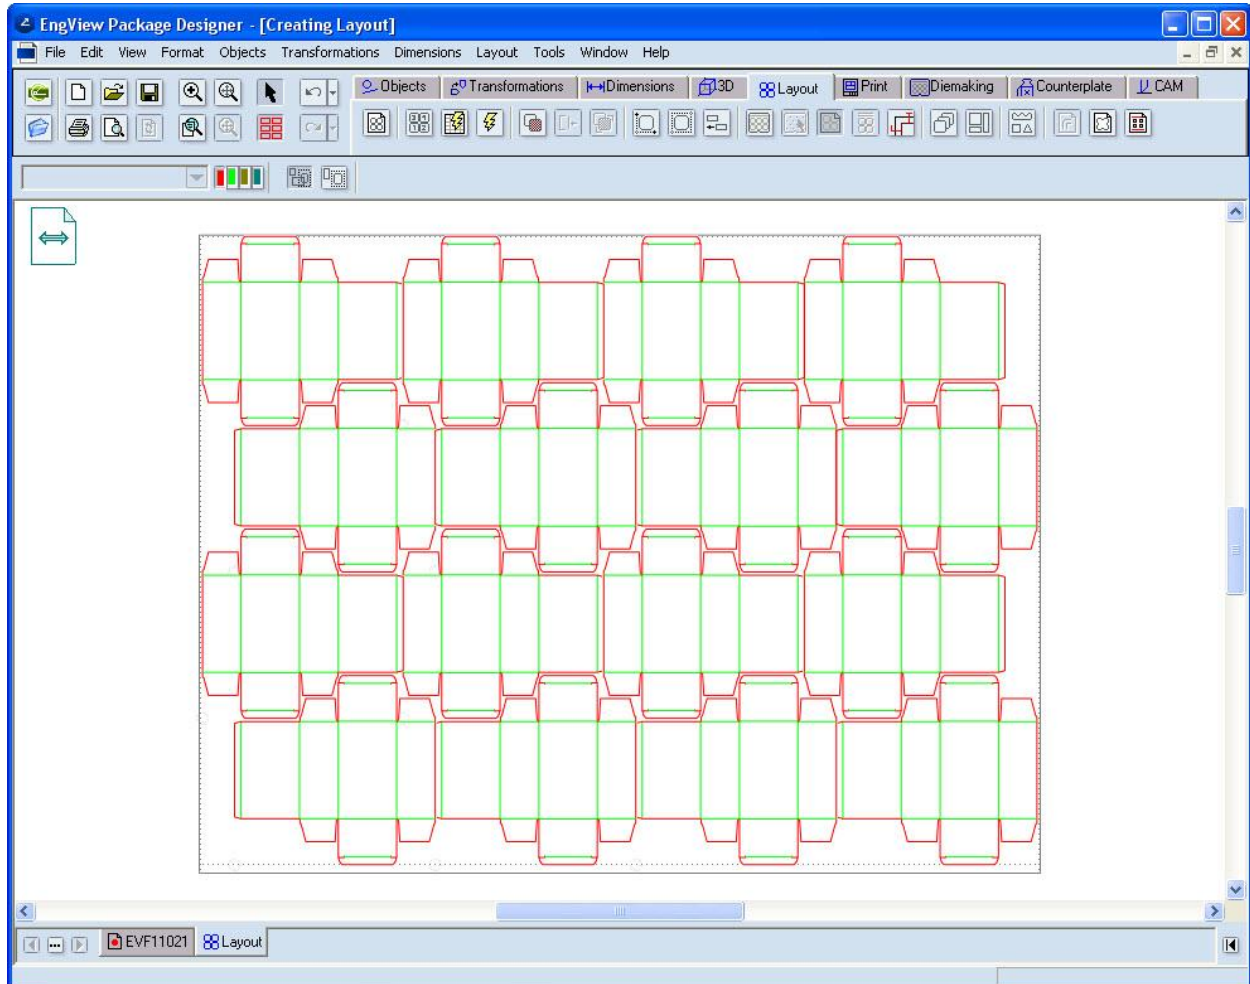 EngView Package Designer - [Creating Layout]
File Edit View Format Objects Transformations Dimensions Layout Tools Window Help
Objects Transformations Dimensions 3D Layout Print Diemaking Counterplate CAM
EVF11021 Layout